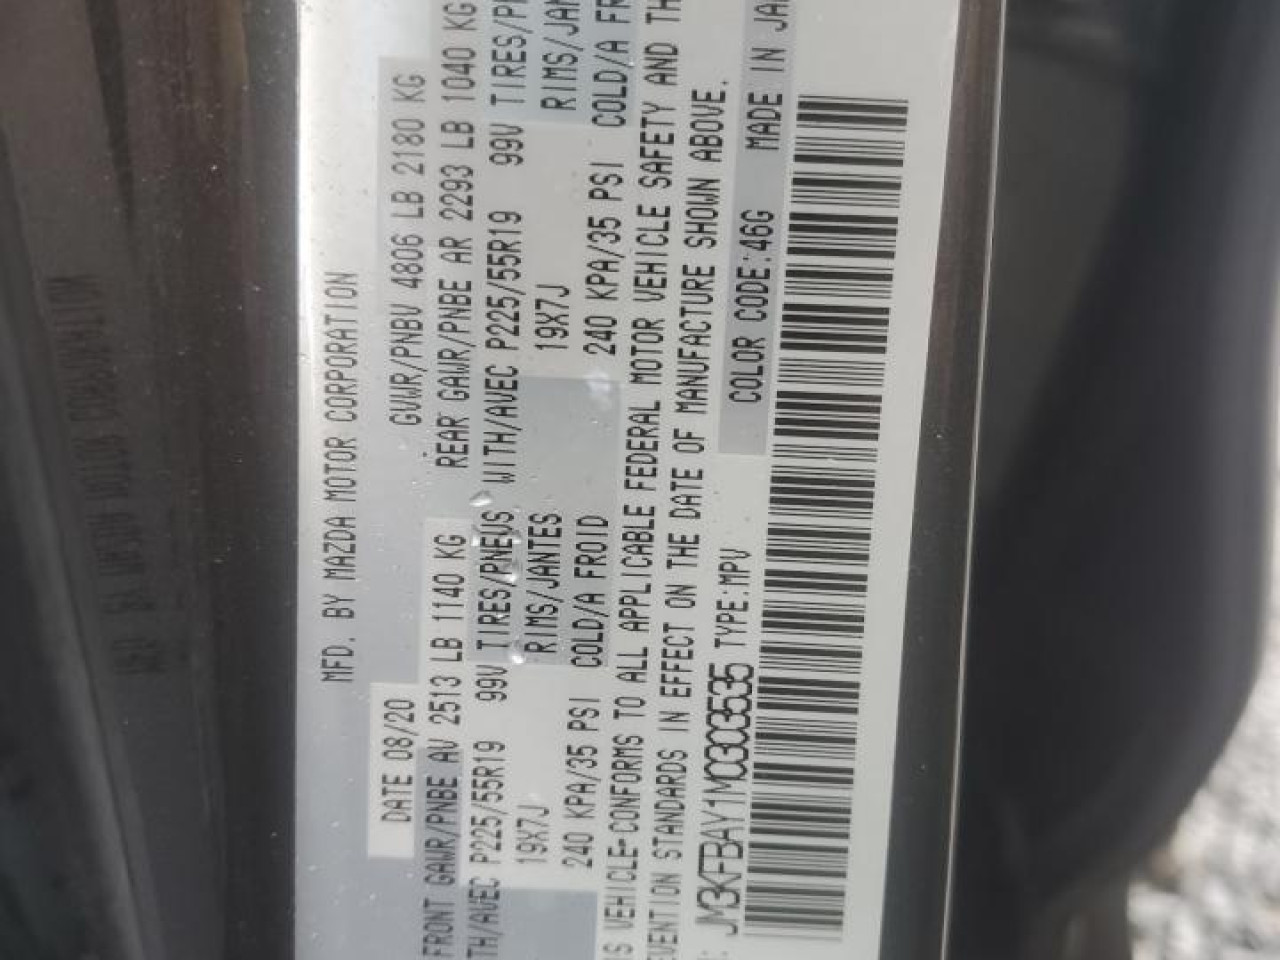 MFD. BY MAZDA MOTOR CORPORATION
DATE 08/20 GVWR/PNBV 4806 LB 2180 KG
FRONT GAWR/PNBE AV 2513 LB 1140 KG REAR GAWR/PNBE AR 2293 LB 1040 KG
TH/AVEC P225/55R19 99V TIRES/PNEUS WITH/AVEC P225/55R19 99V TIRES/P
19X7J RIMS/JANTES 19X7J RIMS/JAN
240 KPA/35 PSI COLD/A FROID 240 KPA/35 PSI COLD/A FR
IS VEHICLE-CONFORMS TO ALL APPLICABLE FEDERAL MOTOR VEHICLE SAFETY AND TH
EVENTION STANDARDS IN EFFECT ON THE DATE OF MANUFACTURE SHOWN ABOVE.
: JM3KFBAY1M0303535 TYPE:MPV COLOR CODE:46G MADE IN JA